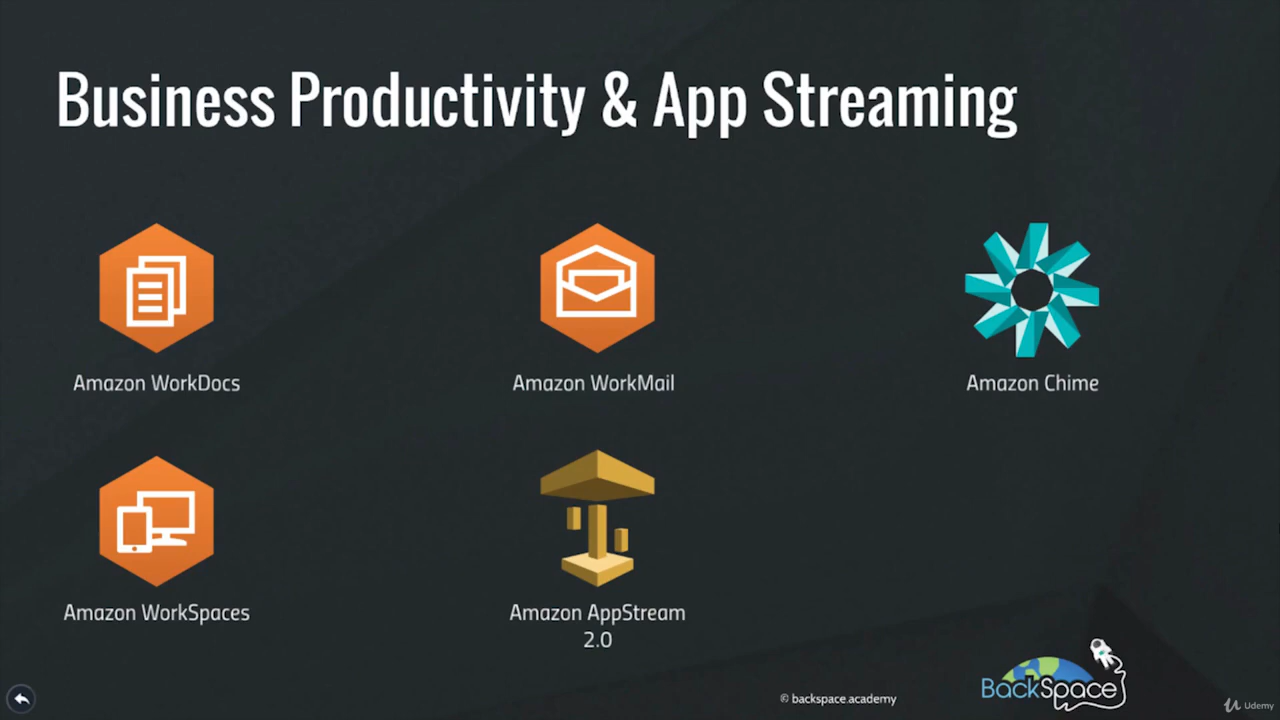 Business Productivity & App Streaming
Amazon WorkDocs
Amazon WorkMail
Amazon Chime
Amazon WorkSpaces
Amazon AppStream
2.0
© backspace.academy
BackSpace
Udemy